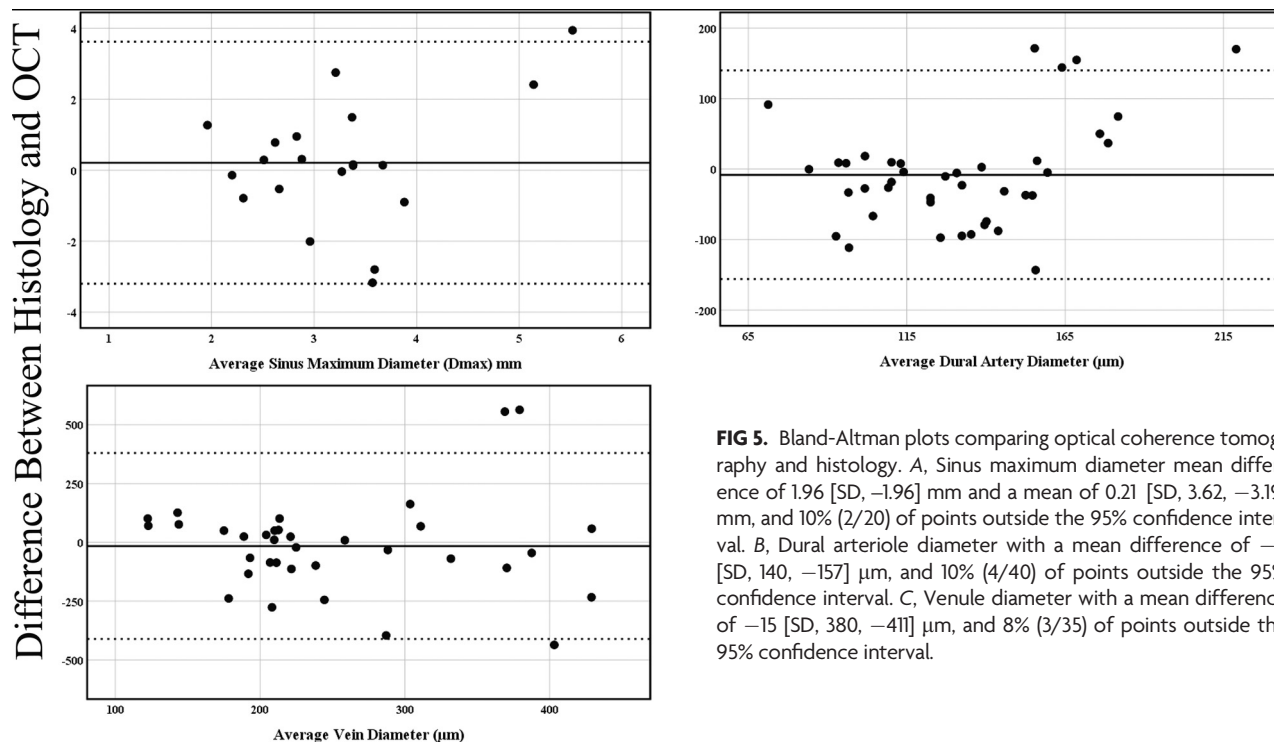 Difference Between Histology and OCT
4
2
0
-2
-4
1 2 3 4 5 6
Average Sinus Maximum Diameter (Dmax) mm
200
100
0
-100
-200
65 115 165 215
Average Dural Artery Diameter (µm)
500
250
0
-250
-500
100 200 300 400
Average Vein Diameter (µm)
FIG 5. Bland-Altman plots comparing optical coherence tomog
raphy and histology. A, Sinus maximum diameter mean differ
ence of 1.96 [SD, –1.96] mm and a mean of 0.21 [SD, 3.62, −3.19
mm, and 10% (2/20) of points outside the 95% confidence inter
val. B, Dural arteriole diameter with a mean difference of −
[SD, 140, −157] μm, and 10% (4/40) of points outside the 95%
confidence interval. C, Venule diameter with a mean difference
of −15 [SD, 380, −411] μm, and 8% (3/35) of points outside th
95% confidence interval.